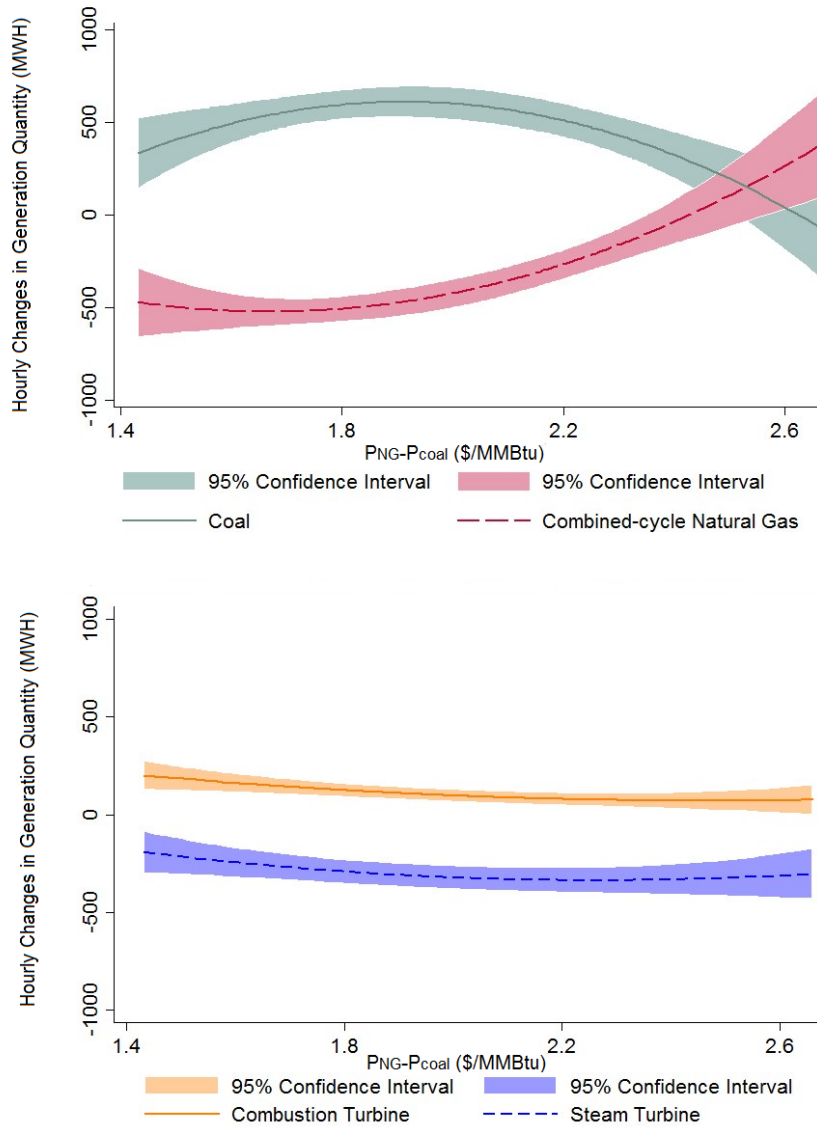 Hourly Changes in Generation Quantity (MWH)
1000
500
0
-500
-1000
1.4 1.8 2.2 2.6
PNG-Pcoal ($/MMBtu)
95% Confidence Interval 95% Confidence Interval
Coal Combined-cycle Natural Gas
Hourly Changes in Generation Quantity (MWH)
1000
500
0
-500
-1000
1.4 1.8 2.2 2.6
PNG-Pcoal ($/MMBtu)
95% Confidence Interval 95% Confidence Interval
Combustion Turbine Steam Turbine